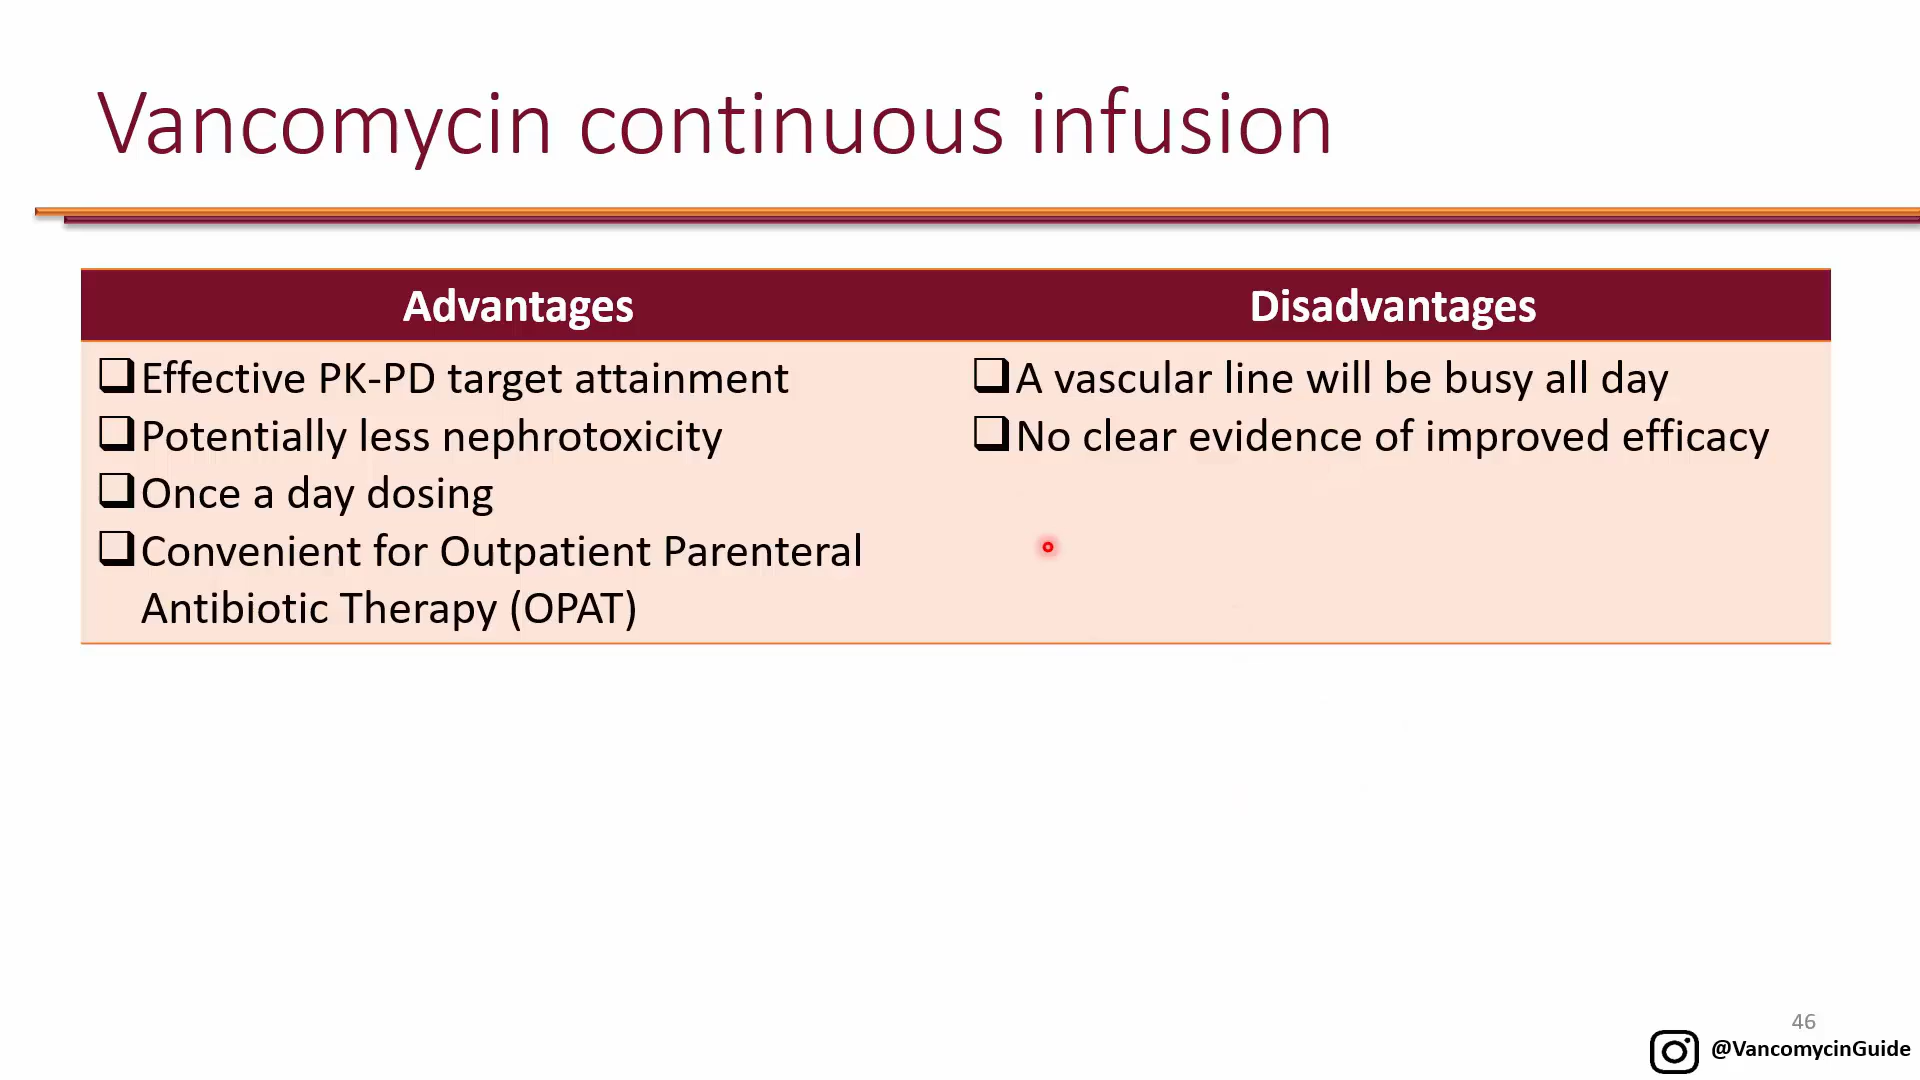 Vancomycin continuous infusion
Advantages
Disadvantages
Effective PK-PD target attainment
Potentially less nephrotoxicity
Once a day dosing
Convenient for Outpatient Parenteral
Antibiotic Therapy (OPAT)
A vascular line will be busy all day
No clear evidence of improved efficacy
46
@VancomycinGuide